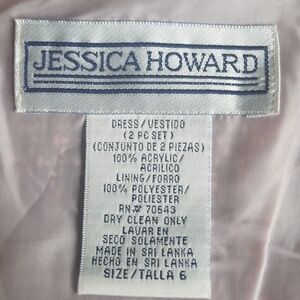 JESSICA HOWARD
DRESS/VESTIDO
(2 PC SET)
(CONJUNTO DE 2 PIEZAS)
100% ACRYLIC/
ACRILICO
LINING/FORRO
100% POLYESTER/
POLIESTER
RN# 70543
DRY CLEAN ONLY
LAVAR EN
SECO SOLAMENTE
MADE IN SRI LANKA
HECHO EN SRI LANKA
SIZE/TALLA 6